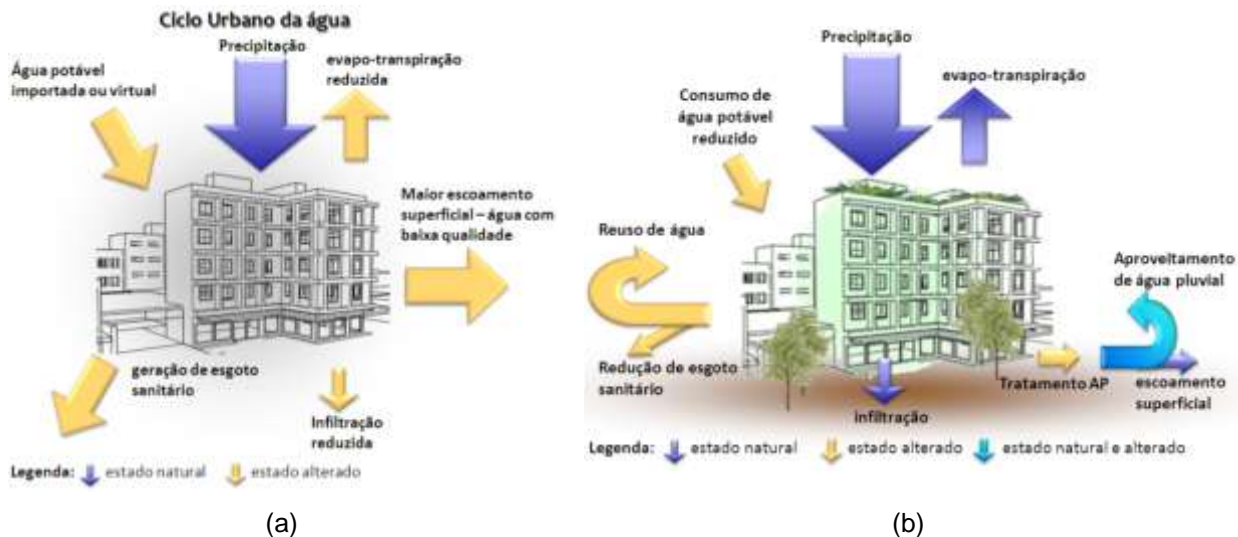 Ciclo Urbano da água
Precipitação
evapo-transpiração
reduzida
Água potável
importada ou virtual
Maior escoamento
superficial – água com
baixa qualidade
geração de esgoto
sanitário
Infiltração
reduzida
Legenda: estado natural estado alterado
(a)
Precipitação
evapo-transpiração
Consumo de
água potável
reduzido
Reuso de água
Aproveitamento
de água pluvial
Redução de esgoto
sanitário
Tratamento AP
escoamento
superficial
infiltração
Legenda: estado natural estado alterado estado natural e alterado
(b)